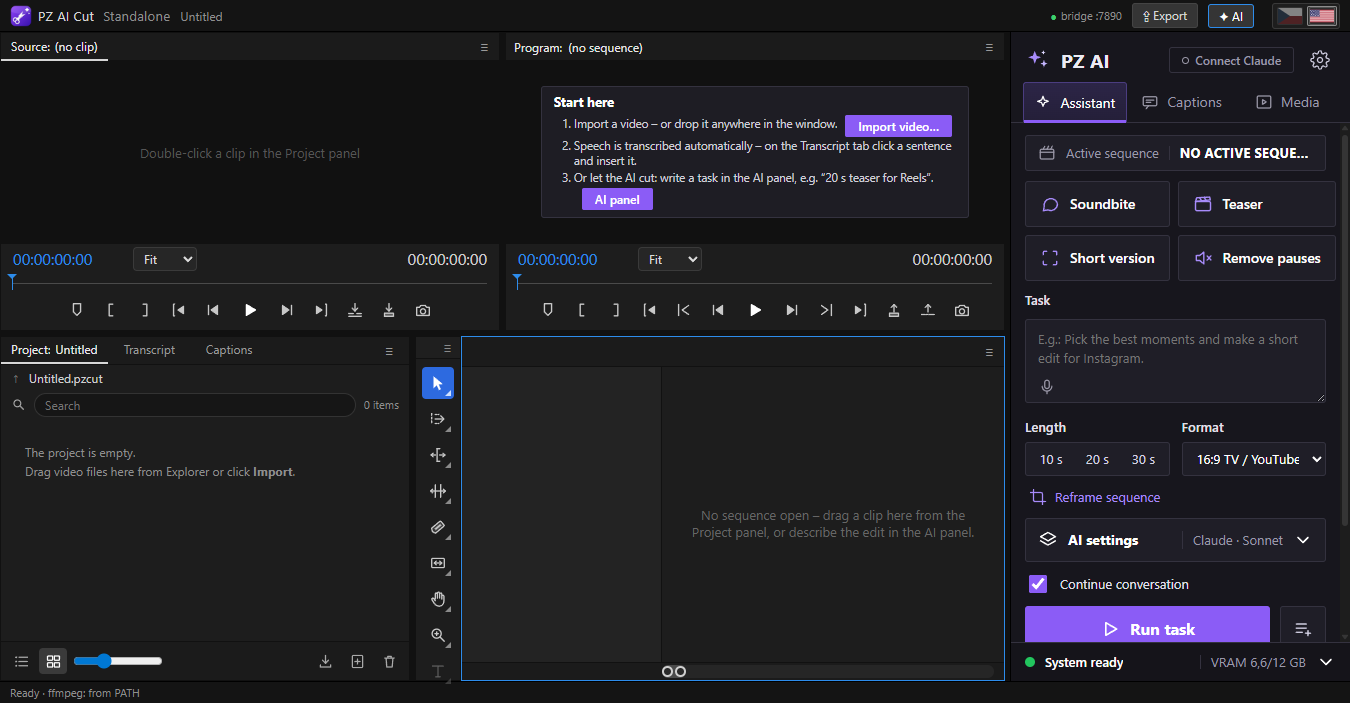 PZ AI Cut Standalone Untitled
bridge :7890 Export AI
Source: (no clip)
Double-click a clip in the Project panel
00:00:00:00 Fit 00:00:00:00
Program: (no sequence)
Start here
1. Import a video – or drop it anywhere in the window. Import video...
2. Speech is transcribed automatically – on the Transcript tab click a sentence
and insert it.
3. Or let the AI cut: write a task in the AI panel, e.g. “20 s teaser for Reels”.
AI panel
00:00:00:00 Fit 00:00:00:00
Project: Untitled Transcript Captions
Untitled.pzcut
Search 0 items
The project is empty.
Drag video files here from Explorer or click Import.
T
No sequence open – drag a clip here from the
Project panel, or describe the edit in the AI panel.
PZ AI Connect Claude
Assistant Captions Media
Active sequence NO ACTIVE SEQUE...
Soundbite Teaser
Short version Remove pauses
Task
E.g.: Pick the best moments and make a short
edit for Instagram.
Length Format
10 s 20 s 30 s 16:9 TV / YouTube
Reframe sequence
AI settings Claude · Sonnet
Continue conversation
Run task
System ready VRAM 6,6/12 GB
Ready · ffmpeg: from PATH